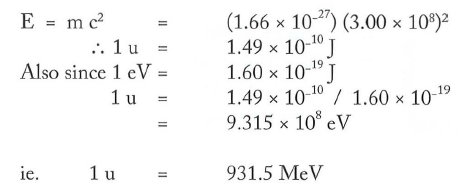 E = m c² = (1.66 × 10⁻²⁷) (3.00 × 10⁸)²
∴ 1 u = 1.49 × 10⁻¹⁰ J
Also since 1 eV = 1.60 × 10⁻¹⁹ J
1 u = 1.49 × 10⁻¹⁰ / 1.60 × 10⁻¹⁹
= 9.315 × 10⁸ eV
ie. 1 u = 931.5 MeV